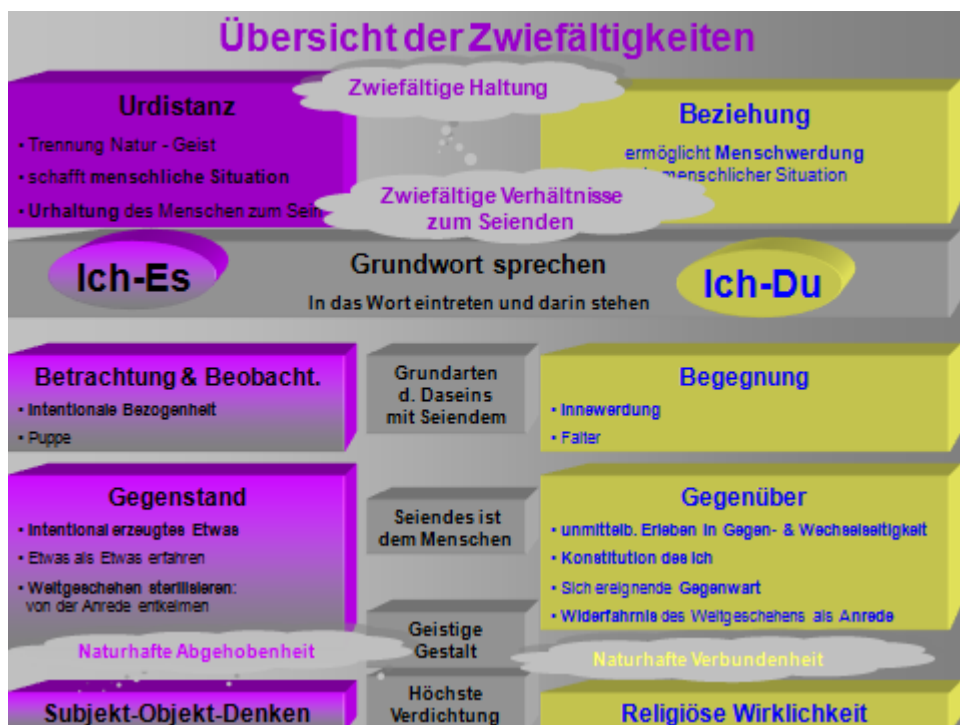 Übersicht der Zwiefältigkeiten
Zwiefältige Haltung
Urdistanz
• Trennung Natur - Geist
• schafft menschliche Situation
• Urhaltung des Menschen zum Sein
Beziehung
ermöglicht Menschwerdung
menschlicher Situation
Zwiefältige Verhältnisse
zum Seienden
Ich-Es
Grundwort sprechen
In das Wort eintreten und darin stehen
Ich-Du
Betrachtung & Beobacht.
• Intentionale Bezogenheit
• Puppe
Grundarten
d. Daseins
mit Seiendem
Begegnung
• Innewerdung
• Falter
Gegenstand
• Intentional erzeugtes Etwas
• Etwas als Etwas erfahren
• Weltgeschehen sterilisieren:
von der Anrede entkeimen
Seiendes ist
dem Menschen
Gegenüber
• unmittelb. Erleben in Gegen- & Wechselseitigkeit
• Konstitution des Ich
• Sich ereignende Gegenwart
• Widerfahrnis des Weltgeschehens als Anrede
Naturhafte Abgehobenheit
Geistige
Gestalt
Naturhafte Verbundenheit
Subjekt-Objekt-Denken
Höchste
Verdichtung
Religiöse Wirklichkeit